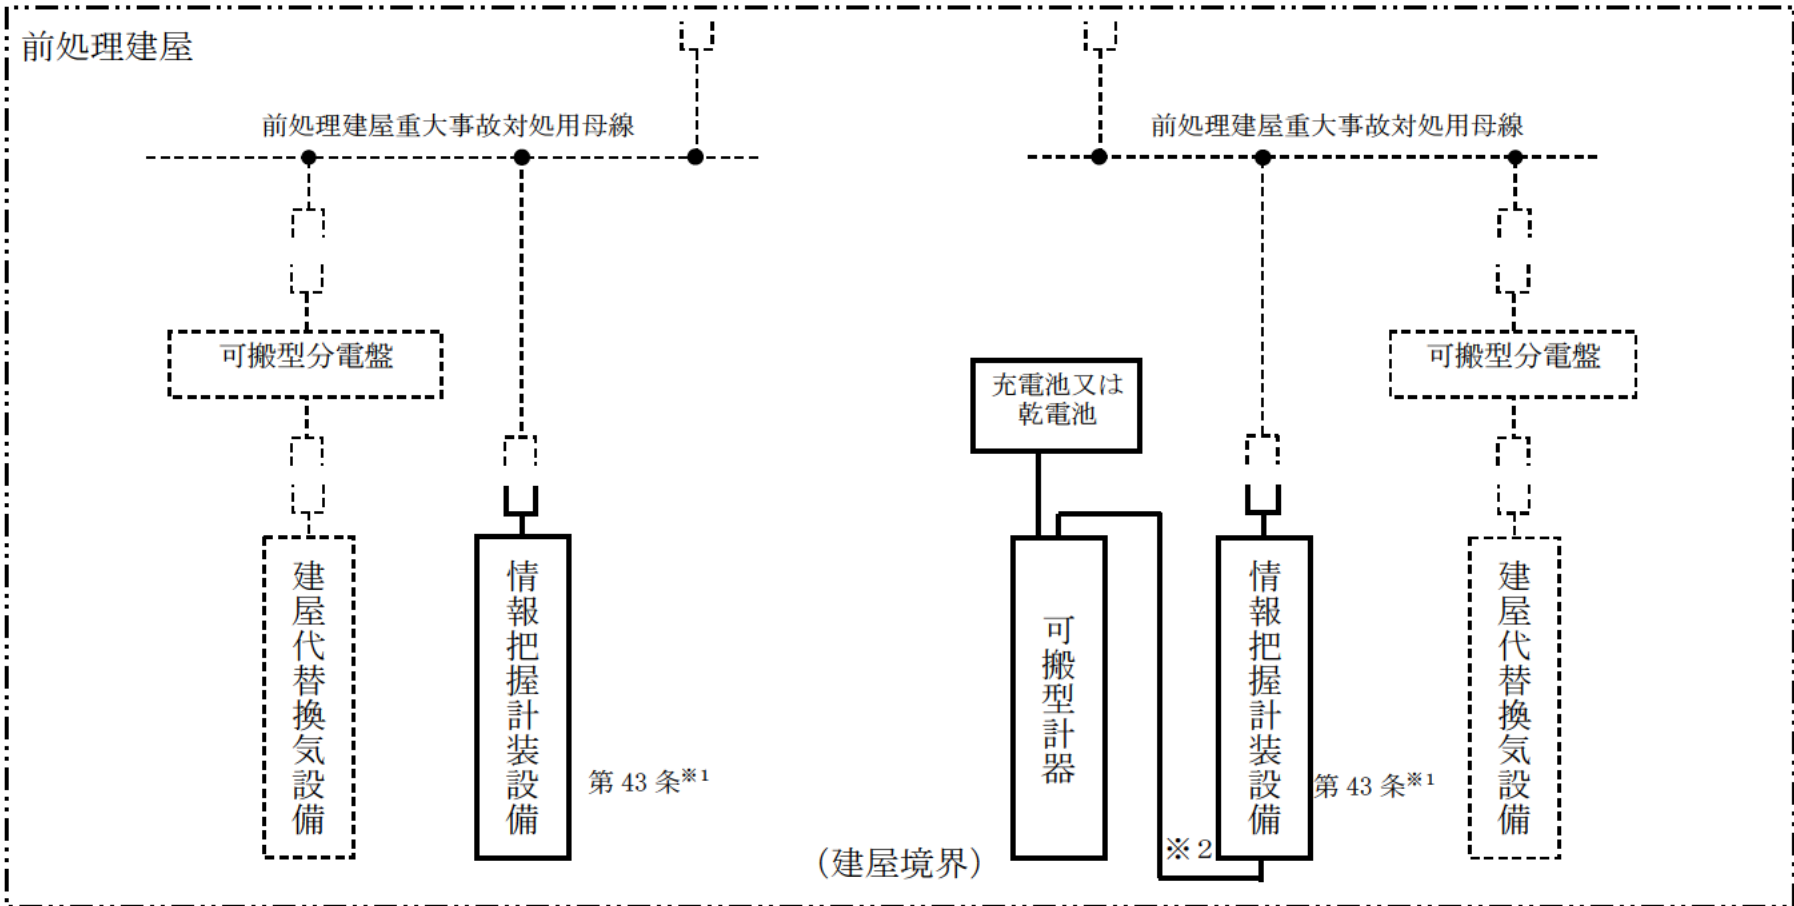 前処理建屋
前処理建屋重大事故対処用母線
前処理建屋重大事故対処用母線
可搬型分電盤
可搬型分電盤
充電池又は
乾電池
建屋代替換気設備
情報把握計装設備
第 43 条※1
可搬型計器
情報把握計装設備
第 43 条※1
建屋代替換気設備
※2
（建屋境界）